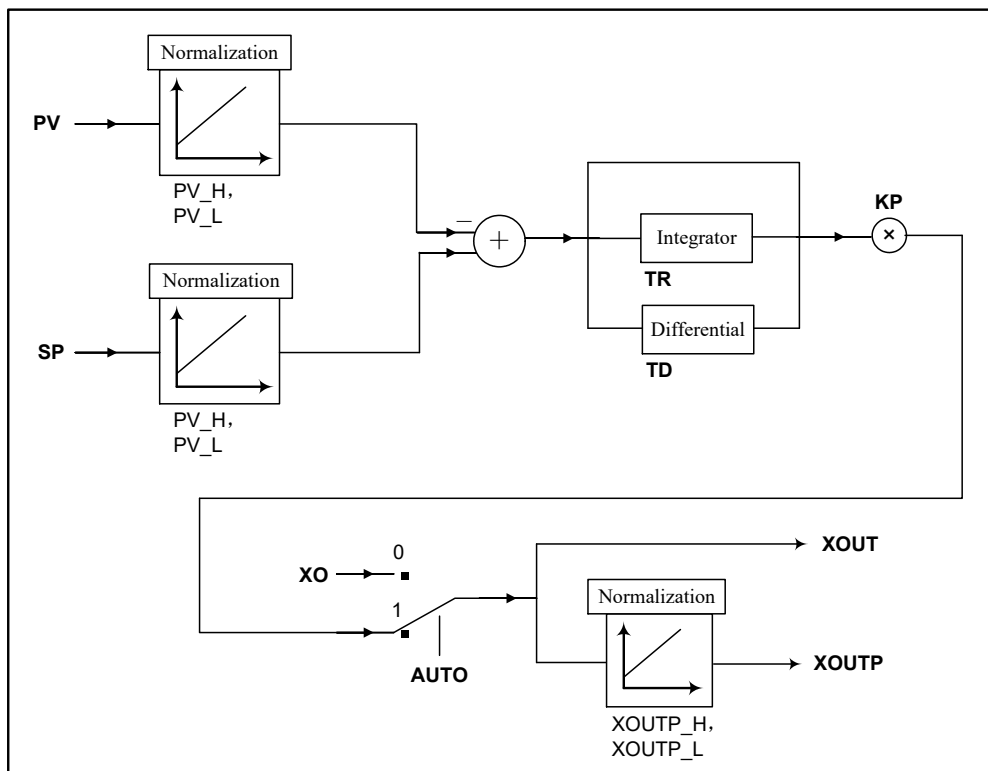 Normalization
PV
PV_H，
PV_L
−
+
KP
×
Integrator
TR
Normalization
Differential
SP
TD
PV_H，
PV_L
0
XO
XOUT
1
Normalization
AUTO
XOUTP
XOUTP_H，
XOUTP_L